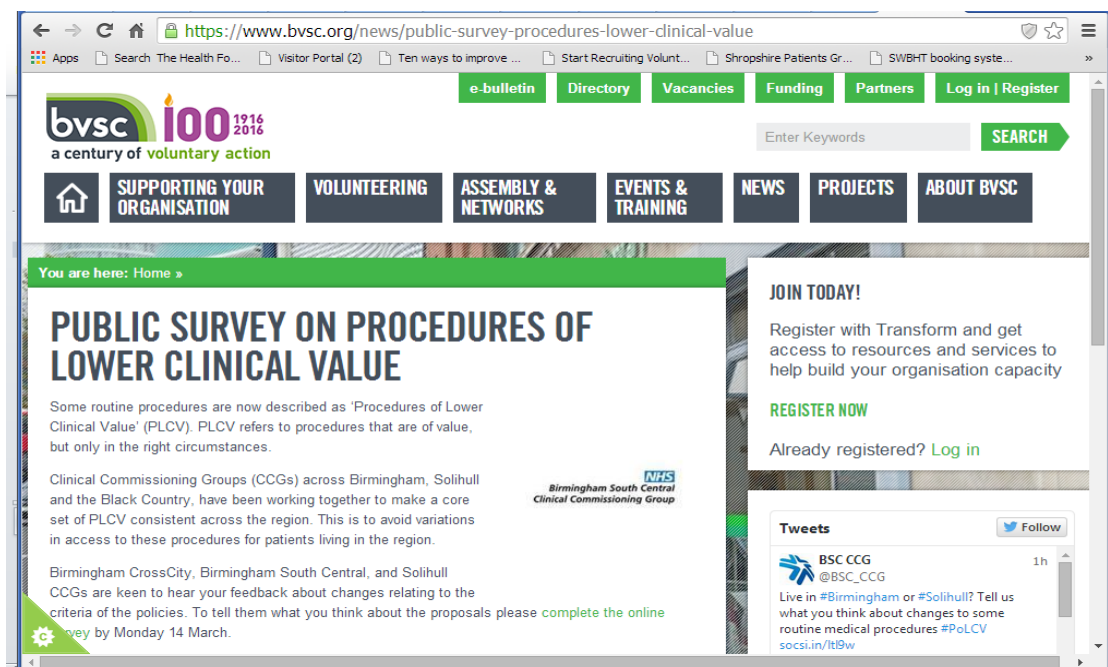 https://www.bvsc.org/news/public-survey-procedures-lower-clinical-value
Apps Search The Health Fo... Visitor Portal (2) Ten ways to improve ... Start Recruiting Volunt... Shropshire Patients Gr... SWBHT booking syste... »
e-bulletin Directory Vacancies Funding Partners Log in | Register
bvsc 100 1916 2016
a century of voluntary action
Enter Keywords SEARCH
SUPPORTING YOUR ORGANISATION
VOLUNTEERING
ASSEMBLY & NETWORKS
EVENTS & TRAINING
NEWS
PROJECTS
ABOUT BVSC
You are here: Home »
PUBLIC SURVEY ON PROCEDURES OF
LOWER CLINICAL VALUE
Some routine procedures are now described as ‘Procedures of Lower
Clinical Value’ (PLCV). PLCV refers to procedures that are of value,
but only in the right circumstances.
Clinical Commissioning Groups (CCGs) across Birmingham, Solihull
and the Black Country, have been working together to make a core
set of PLCV consistent across the region. This is to avoid variations
in access to these procedures for patients living in the region.
NHS
Birmingham South Central
Clinical Commissioning Group
Birmingham CrossCity, Birmingham South Central, and Solihull
CCGs are keen to hear your feedback about changes relating to the
criteria of the policies. To tell them what you think about the proposals please complete the online
vey by Monday 14 March.
JOIN TODAY!
Register with Transform and get
access to resources and services to
help build your organisation capacity
REGISTER NOW
Already registered? Log in
Tweets Follow
BSC CCG 1h
@BSC_CCG
Live in #Birmingham or #Solihull? Tell us
what you think about changes to some
routine medical procedures #PoLCV
socsi.in/ltl9w